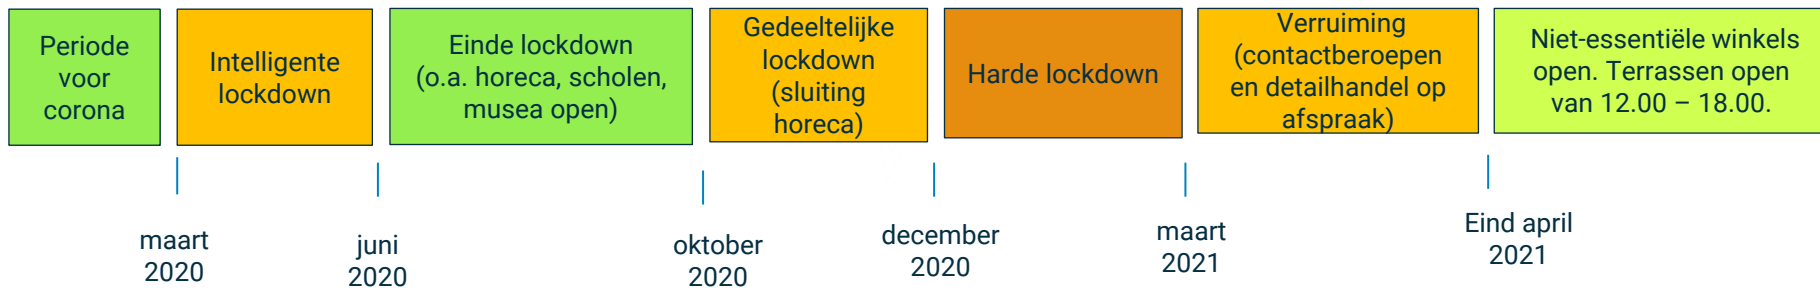 Periode
voor
corona
Intelligente
lockdown
Einde lockdown
(o.a. horeca, scholen,
musea open)
Gedeeltelijke
lockdown
(sluiting
horeca)
Harde lockdown
Verruiming
(contactberoepen
en detailhandel op
afspraak)
Niet-essentiële winkels
open. Terrassen open
van 12.00 – 18.00.
maart
2020
juni
2020
oktober
2020
december
2020
maart
2021
Eind april
2021